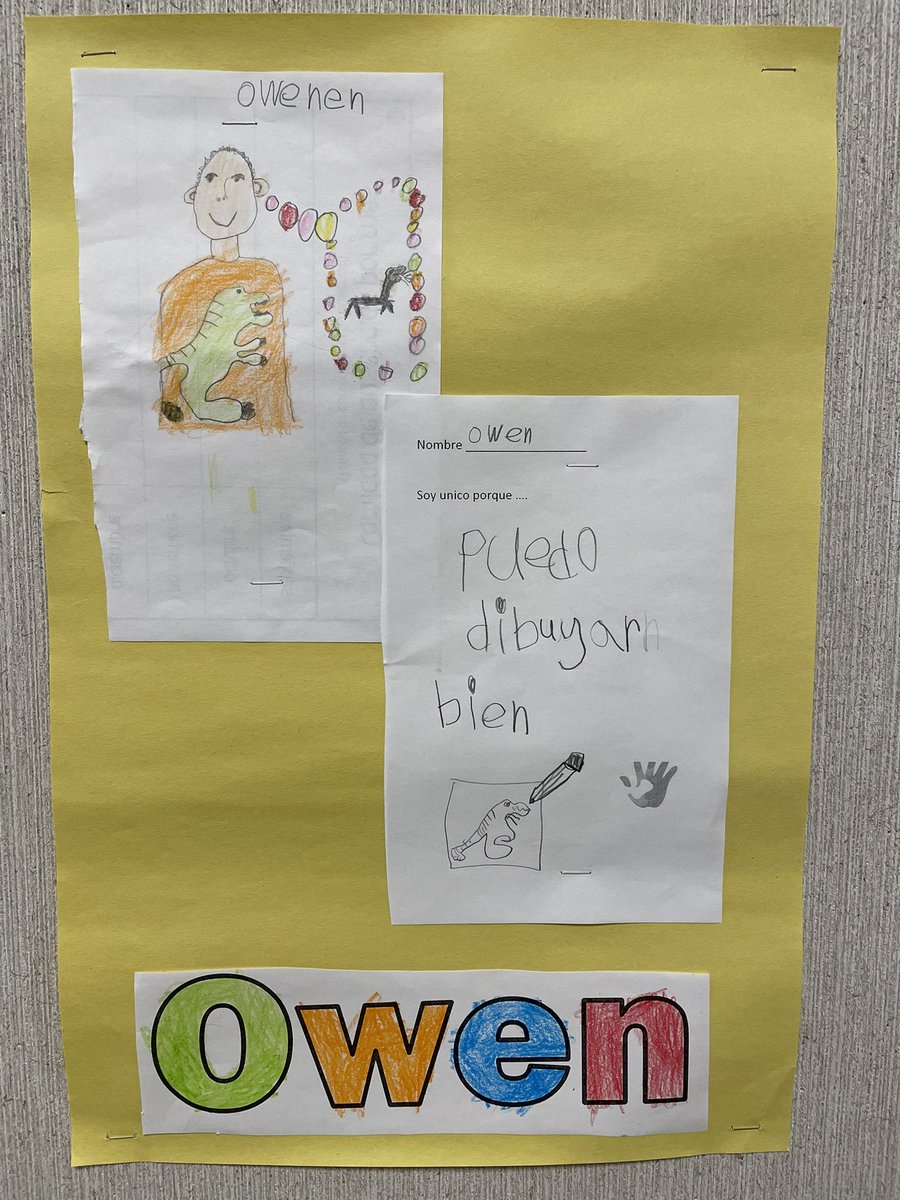 owenen
Nombre owen
Soy unico porque ....
puedo
dibuyarn
bien
Owen